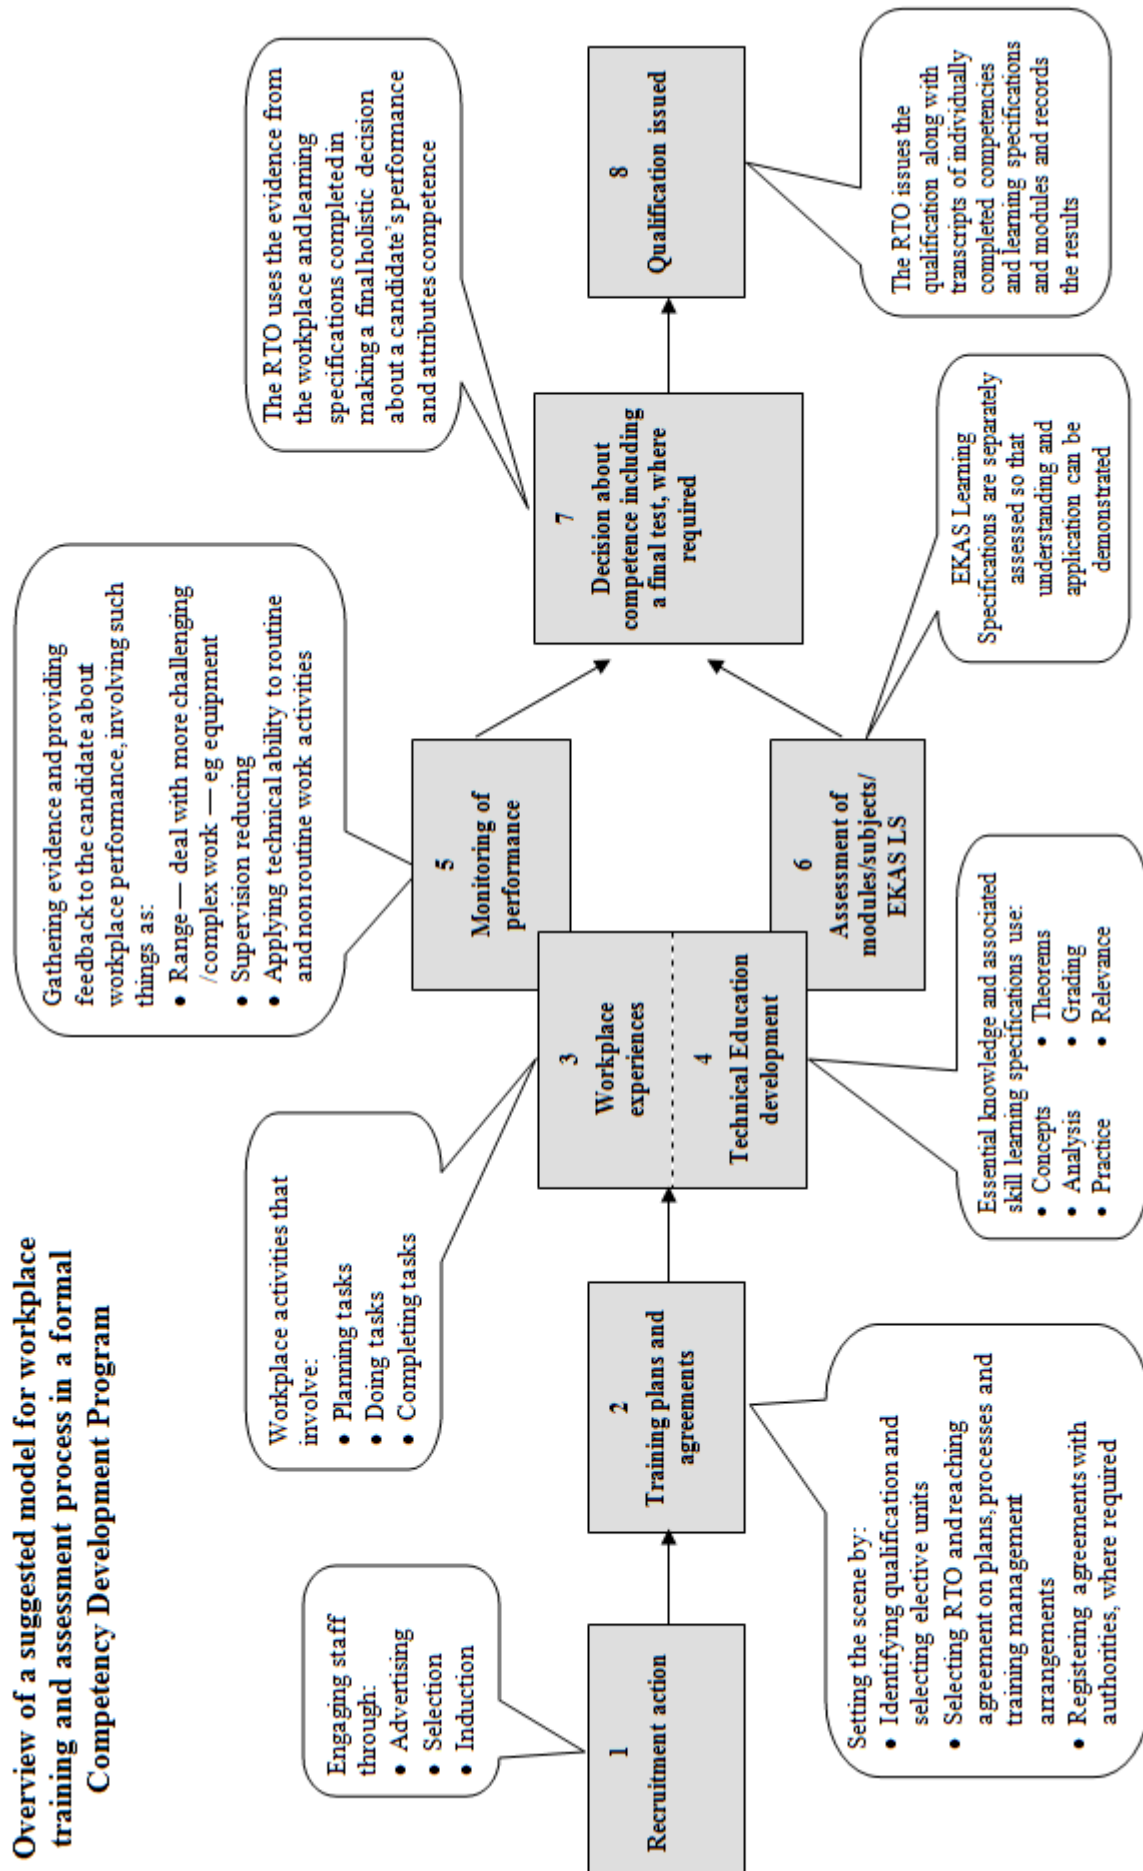 Overview of a suggested model for workplace
training and assessment process in a formal
Competency Development Program
Engaging staff
through:
• Advertising
• Selection
• Induction
1
Recruitment action
Setting the scene by:
• Identifying qualification and
selecting elective units
• Selecting RTO and reaching
agreement on plans, processes and
training management
arrangements
• Registering agreements with
authorities, where required
2
Training plans and
agreements
Workplace activities that
involve:
• Planning tasks
• Doing tasks
• Completing tasks
3
Workplace
experiences
4
Technical Education
development
Essential knowledge and associated
skill learning specifications use:
• Concepts • Theorems
• Analysis • Grading
• Practice • Relevance
Gathering evidence and providing
feedback to the candidate about
workplace performance, involving such
things as:
• Range — deal with more challenging
/complex work — eg equipment
• Supervision reducing
• Applying technical ability to routine
and non routine work activities
5
Monitoring of
performance
6
Assessment of
modules/subjects/
EKAS LS
EKAS Learning
Specifications are separately
assessed so that
understanding and
application can be
demonstrated
The RTO uses the evidence from
the workplace and learning
specifications completed in
making a final holistic decision
about a candidate's performance
and attributes competence
7
Decision about
competence including
a final test, where
required
8
Qualification issued
The RTO issues the
qualification along with
transcripts of individually
completed competencies
and learning specifications
and modules and records
the results